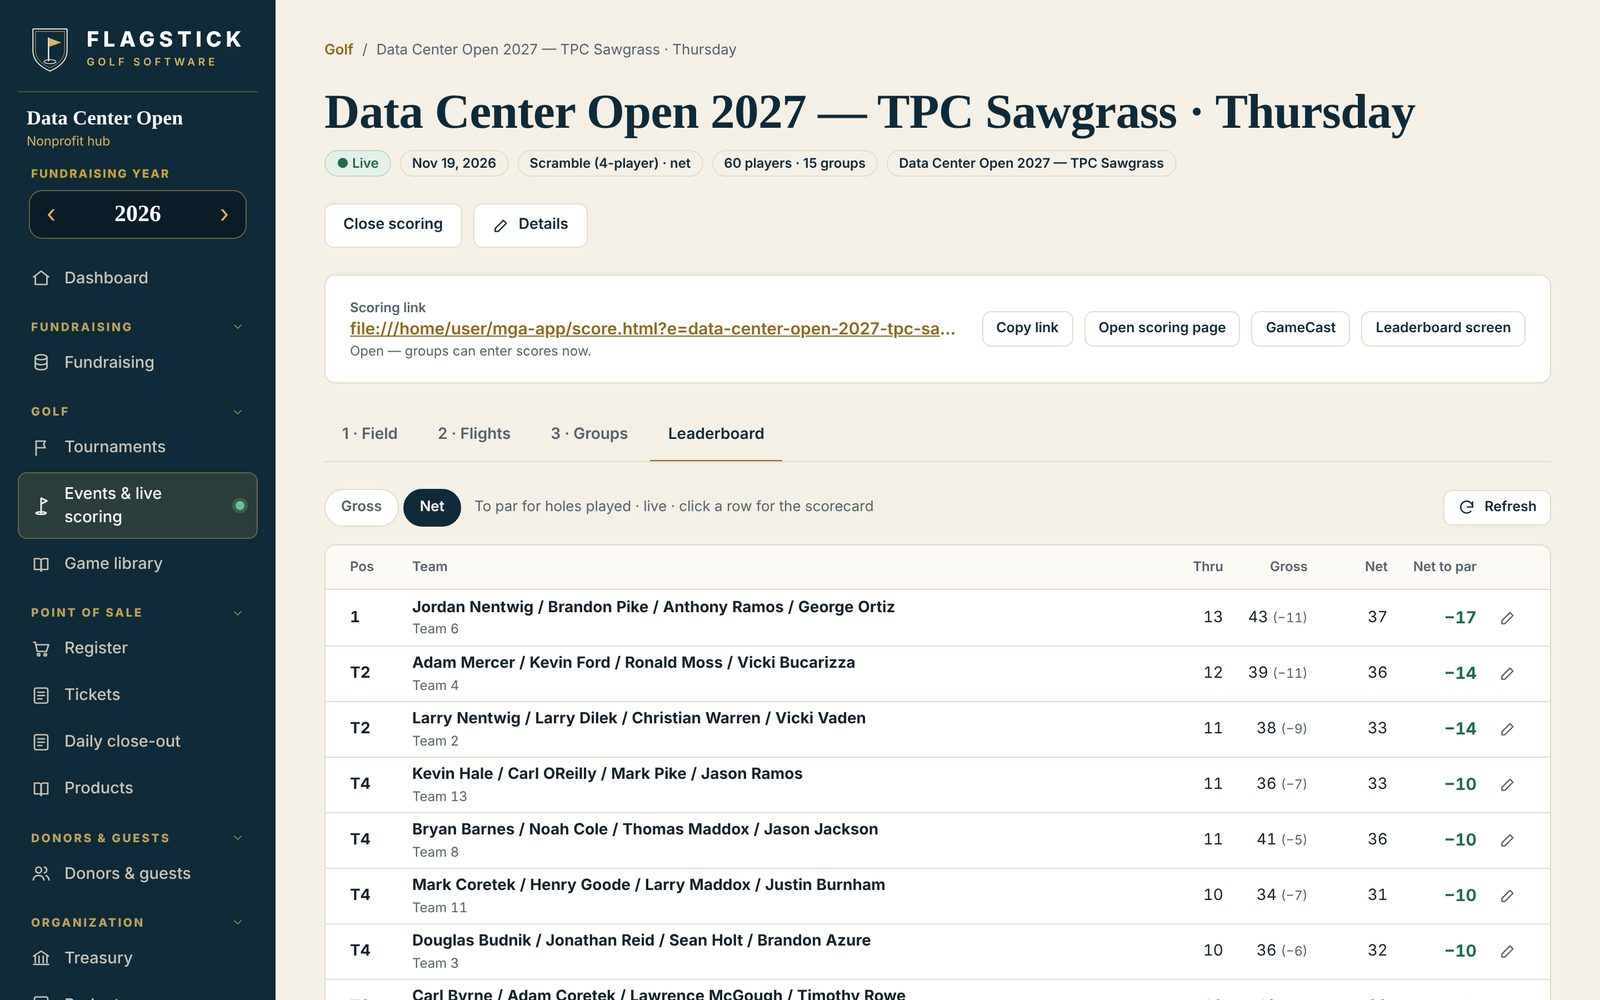 FLAGSTICK
GOLF SOFTWARE
Data Center Open
Nonprofit hub
FUNDRAISING YEAR
‹ 2026 ›
Dashboard
FUNDRAISING
Fundraising
GOLF
Tournaments
Events & live
scoring
Game library
POINT OF SALE
Register
Tickets
Daily close-out
Products
DONORS & GUESTS
Donors & guests
ORGANIZATION
Treasury
Golf / Data Center Open 2027 — TPC Sawgrass · Thursday
Data Center Open 2027 — TPC Sawgrass · Thursday
Live
Nov 19, 2026
Scramble (4-player) · net
60 players · 15 groups
Data Center Open 2027 — TPC Sawgrass
Close scoring
Details
Scoring link
file:///home/user/mga-app/score.html?e=data-center-open-2027-tpc-sa...
Open — groups can enter scores now.
Copy link
Open scoring page
GameCast
Leaderboard screen
1 · Field
2 · Flights
3 · Groups
Leaderboard
Gross
Net
To par for holes played · live · click a row for the scorecard
Refresh
Pos Team Thru Gross Net Net to par
1 Jordan Nentwig / Brandon Pike / Anthony Ramos / George Ortiz 13 43 (−11) 37 −17
Team 6
T2 Adam Mercer / Kevin Ford / Ronald Moss / Vicki Bucarizza 12 39 (−11) 36 −14
Team 4
T2 Larry Nentwig / Larry Dilek / Christian Warren / Vicki Vaden 11 38 (−9) 33 −14
Team 2
T4 Kevin Hale / Carl OReilly / Mark Pike / Jason Ramos 11 36 (−7) 33 −10
Team 13
T4 Bryan Barnes / Noah Cole / Thomas Maddox / Jason Jackson 11 41 (−5) 36 −10
Team 8
T4 Mark Coretek / Henry Goode / Larry Maddox / Justin Burnham 10 34 (−7) 31 −10
Team 11
T4 Douglas Budnik / Jonathan Reid / Sean Holt / Brandon Azure 10 36 (−6) 32 −10
Team 3
Carl Byrne / Adam Coretek / Lawrence McGough / Timothy Rowe